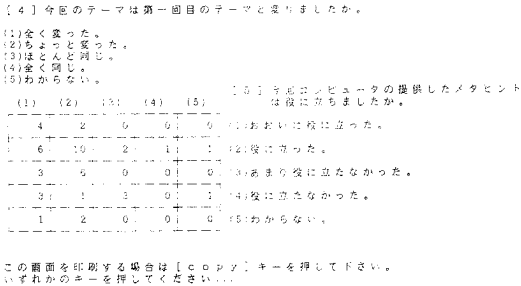 [4] 今回のテーマは第一回目のテーマと変りましたか。
(1)全く変った。
(2)ちょっと変った。
(3)ほとんど同じ。
(4)全く同じ。
(5)わからない。
[5] 今回コンピュータの提供したメタヒント
は役に立ちましたか。
(1) (2) (3) (4) (5)
4 2 0 0 0 (1)おおいに役に立った。
6 10 2 1 1 (2)役に立った。
3 6 0 0 0 (3)あまり役に立たなかった。
3 1 3 0 1 (4)役に立たなかった。
1 2 0 0 0 (5)わからない。
この画面を印刷する場合は[copy]キーを押して下さい。
いずれかのキーを押してください...